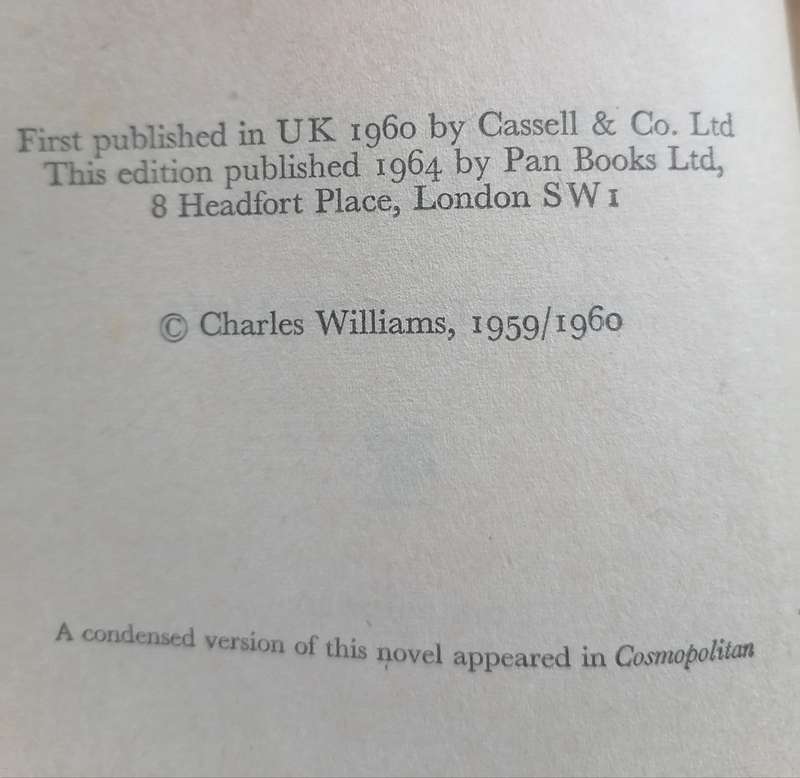 First published in UK 1960 by Cassell & Co. Ltd
This edition published 1964 by Pan Books Ltd,
8 Headfort Place, London SW1
© Charles Williams, 1959/1960
A condensed version of this novel appeared in Cosmopolitan